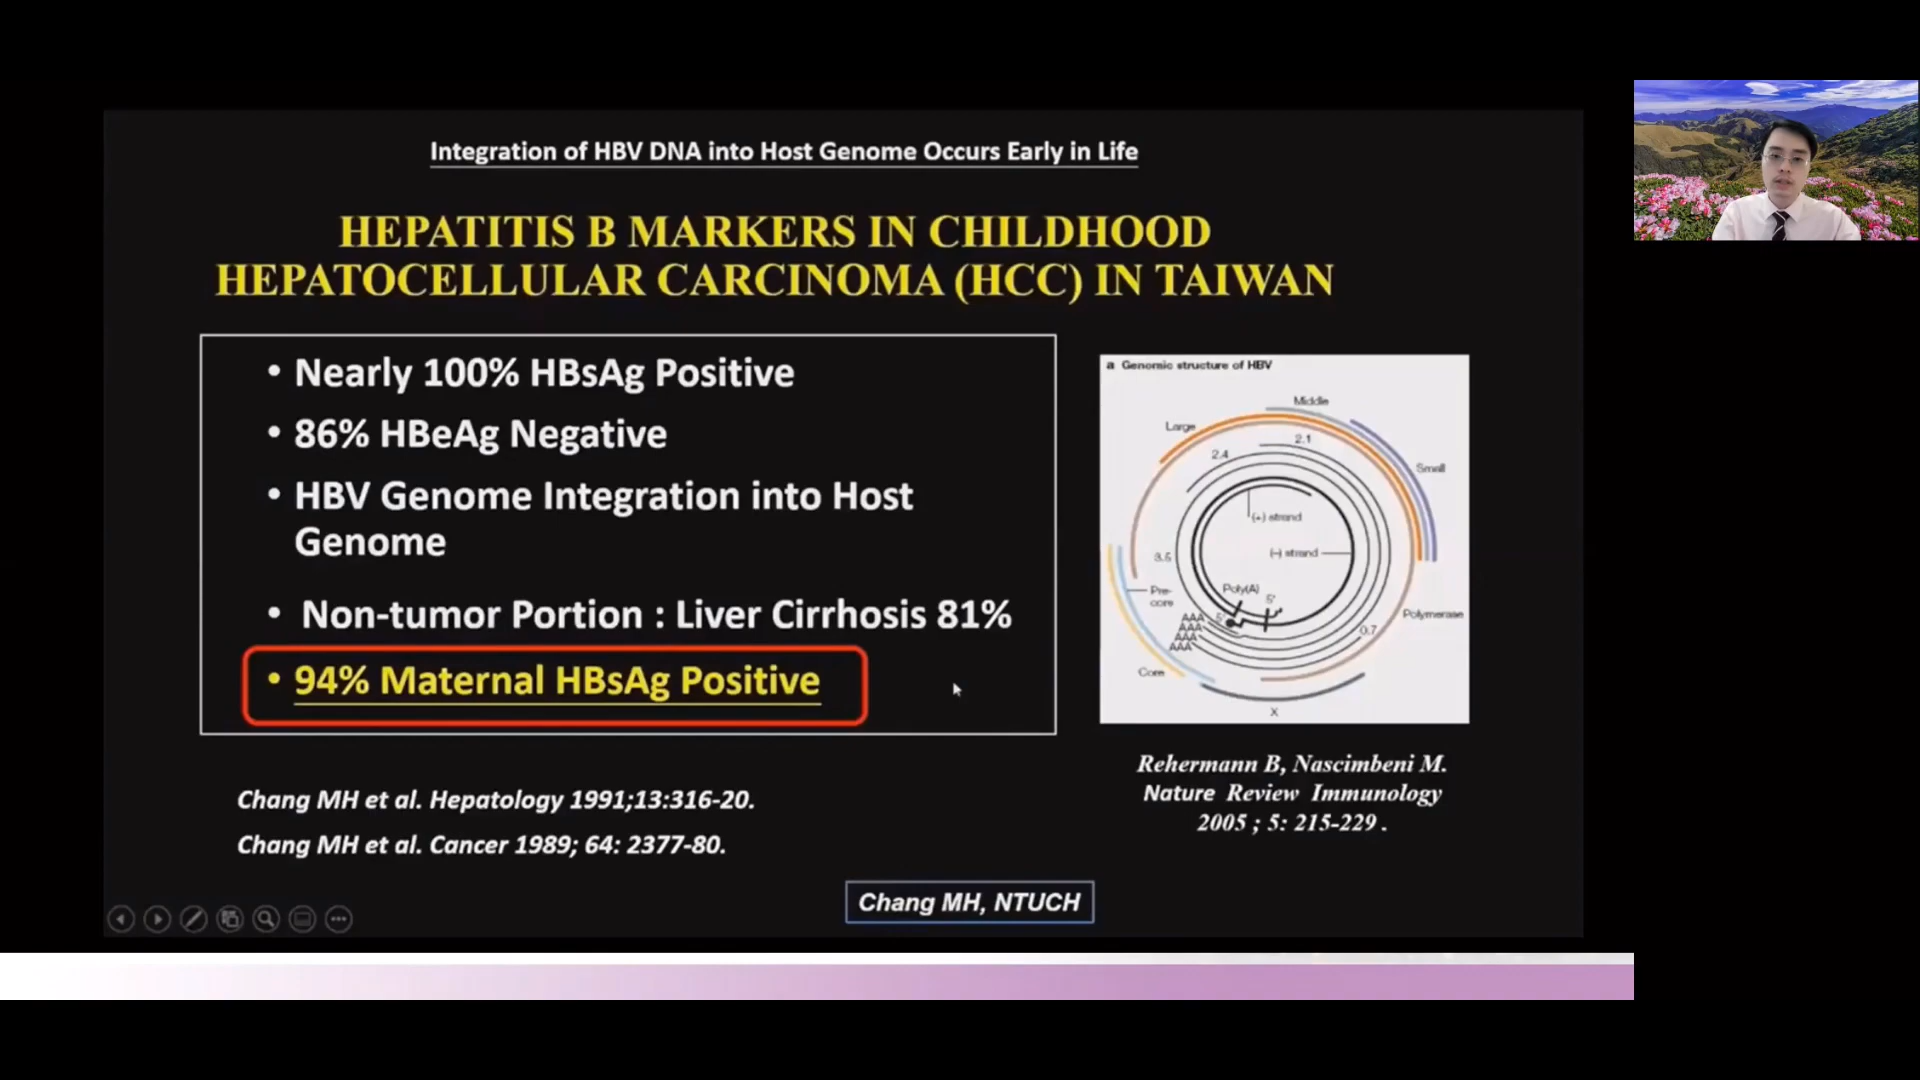 Integration of HBV DNA into Host Genome Occurs Early in Life
HEPATITIS B MARKERS IN CHILDHOOD
HEPATOCELLULAR CARCINOMA (HCC) IN TAIWAN
• Nearly 100% HBsAg Positive
• 86% HBeAg Negative
• HBV Genome Integration into Host
Genome
• Non-tumor Portion : Liver Cirrhosis 81%
• 94% Maternal HBsAg Positive
a Genomic structure of HBV
Middle
Large
2.1
2.4
Small
(+) strand
(-) strand
3.5
Poly(A)
Pre-
core
5'
5'
AAA
AAA
AAA
AAA
0.7
Polymerase
Core
X
Rehermann B, Nascimbeni M.
Nature Review Immunology
2005 ; 5: 215-229 .
Chang MH et al. Hepatology 1991;13:316-20.
Chang MH et al. Cancer 1989; 64: 2377-80.
Chang MH, NTUCH